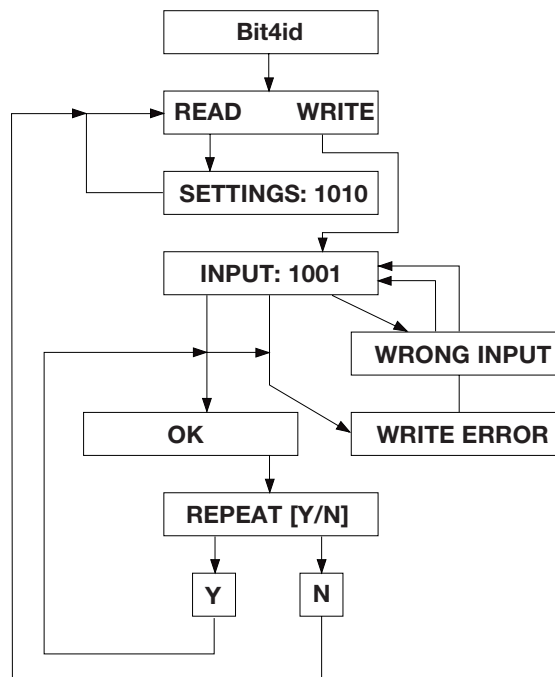 Bit4id
READ WRITE
SETTINGS: 1010
INPUT: 1001
WRONG INPUT
OK
WRITE ERROR
REPEAT [Y/N]
Y
N